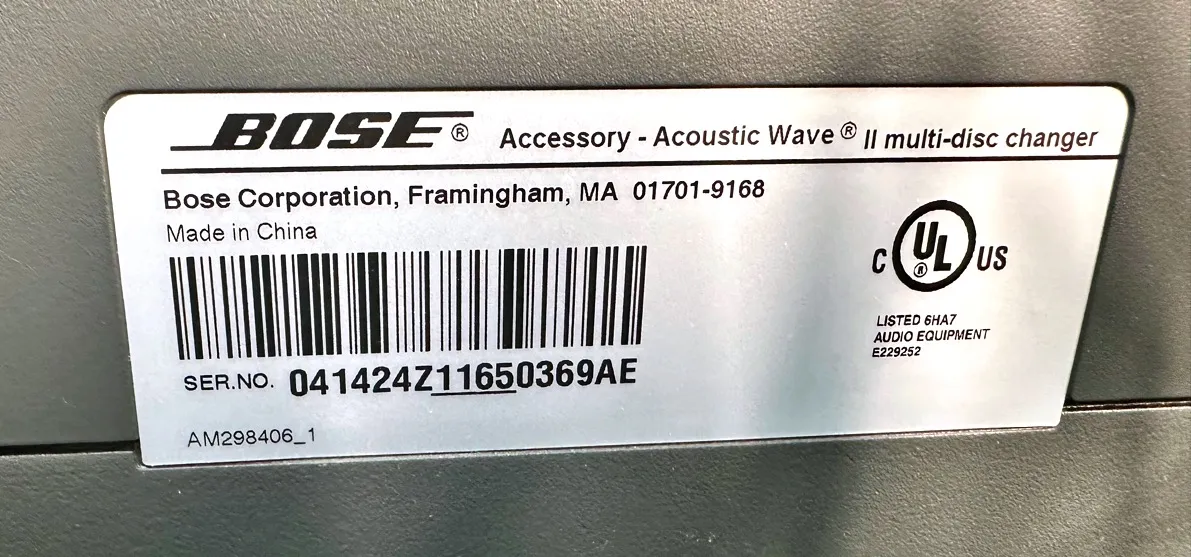 BOSE® Accessory - Acoustic Wave® II multi-disc changer
Bose Corporation, Framingham, MA 01701-9168
Made in China
SER.NO. 041424Z11650369AE
AM298406_1
C UL® US
LISTED 6HA7
AUDIO EQUIPMENT
E229252